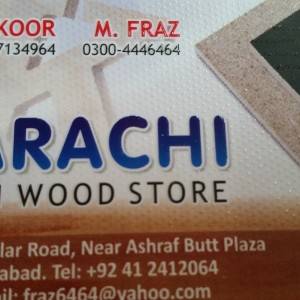 KOOR M. FRAZ
7134964 0300-4446464
ARACHI
WOOD STORE
lar Road, Near Ashraf Butt Plaza
abad. Tel: +92 41 2412064
il: fraz6464@yahoo.com